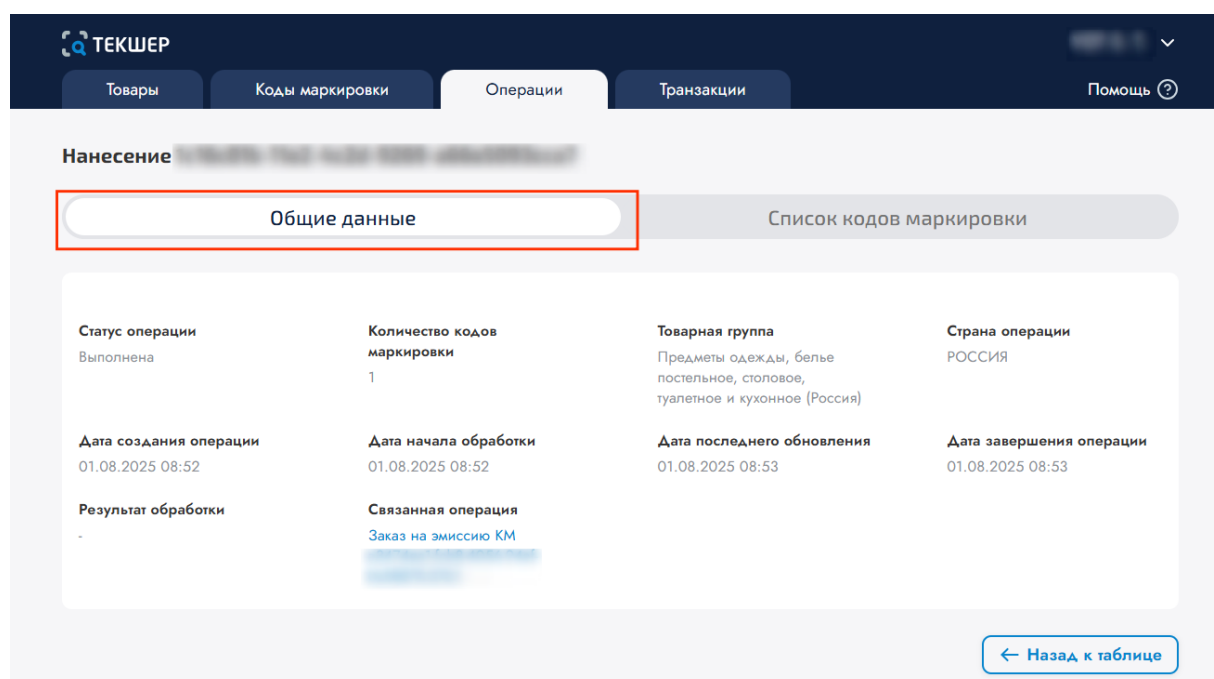 ТЕКШЕР
Товары
Коды маркировки
Операции
Транзакции
Помощь
Нанесение
Общие данные
Список кодов маркировки
Статус операции
Выполнена
Количество кодов
маркировки
1
Товарная группа
Предметы одежды, белье
постельное, столовое,
туалетное и кухонное (Россия)
Страна операции
РОССИЯ
Дата создания операции
01.08.2025 08:52
Дата начала обработки
01.08.2025 08:52
Дата последнего обновления
01.08.2025 08:53
Дата завершения операции
01.08.2025 08:53
Результат обработки
-
Связанная операция
Заказ на эмиссию КМ
← Назад к таблице